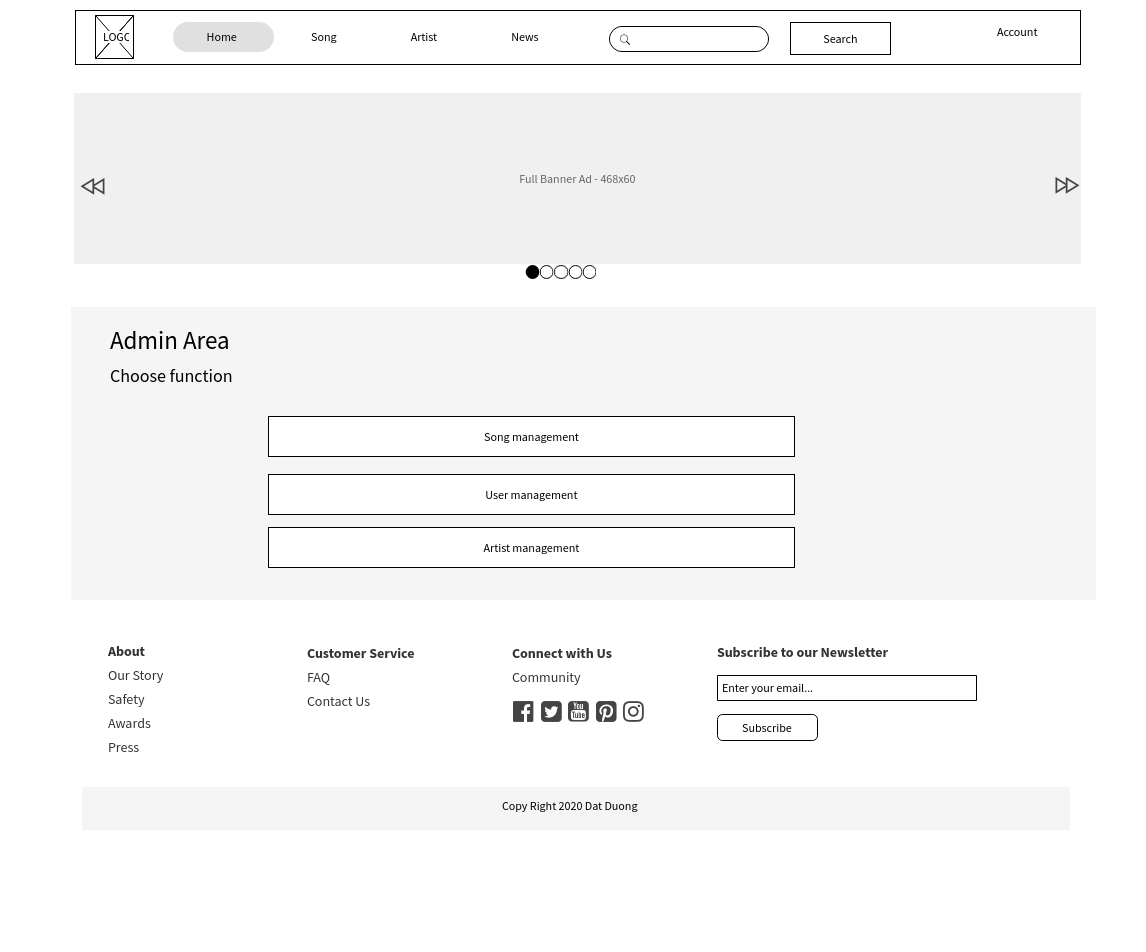 LOGO
Home
Song
Artist
News
Search
Account
Full Banner Ad - 468x60
Admin Area
Choose function
Song management
User management
Artist management
About
Our Story
Safety
Awards
Press
Customer Service
FAQ
Contact Us
Connect with Us
Community
You
Tube
Subscribe to our Newsletter
Enter your email...
Subscribe
Copy Right 2020 Dat Duong